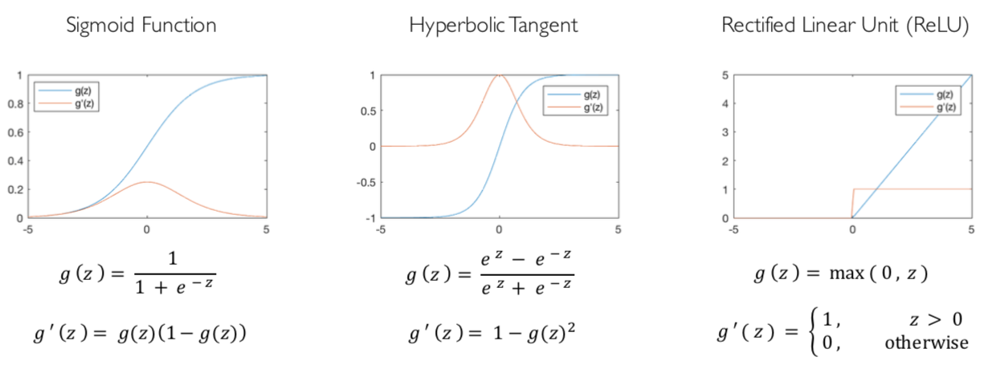 Sigmoid Function
1
0.8
0.6
0.4
0.2
0
-5
0
5
g(z)
g'(z)
g (z) = 1 / (1 + e^{-z})
g'(z) = g(z)(1 − g(z))
Hyperbolic Tangent
1
0.5
0
-0.5
-1
-5
0
5
g(z)
g'(z)
g (z) = (e^z − e^{-z}) / (e^z + e^{-z})
g'(z) = 1 − g(z)²
Rectified Linear Unit (ReLU)
5
4
3
2
1
0
-5
0
5
g(z)
g'(z)
g (z) = max ( 0 , z )
g'(z) = { 1 , z > 0
0 , otherwise